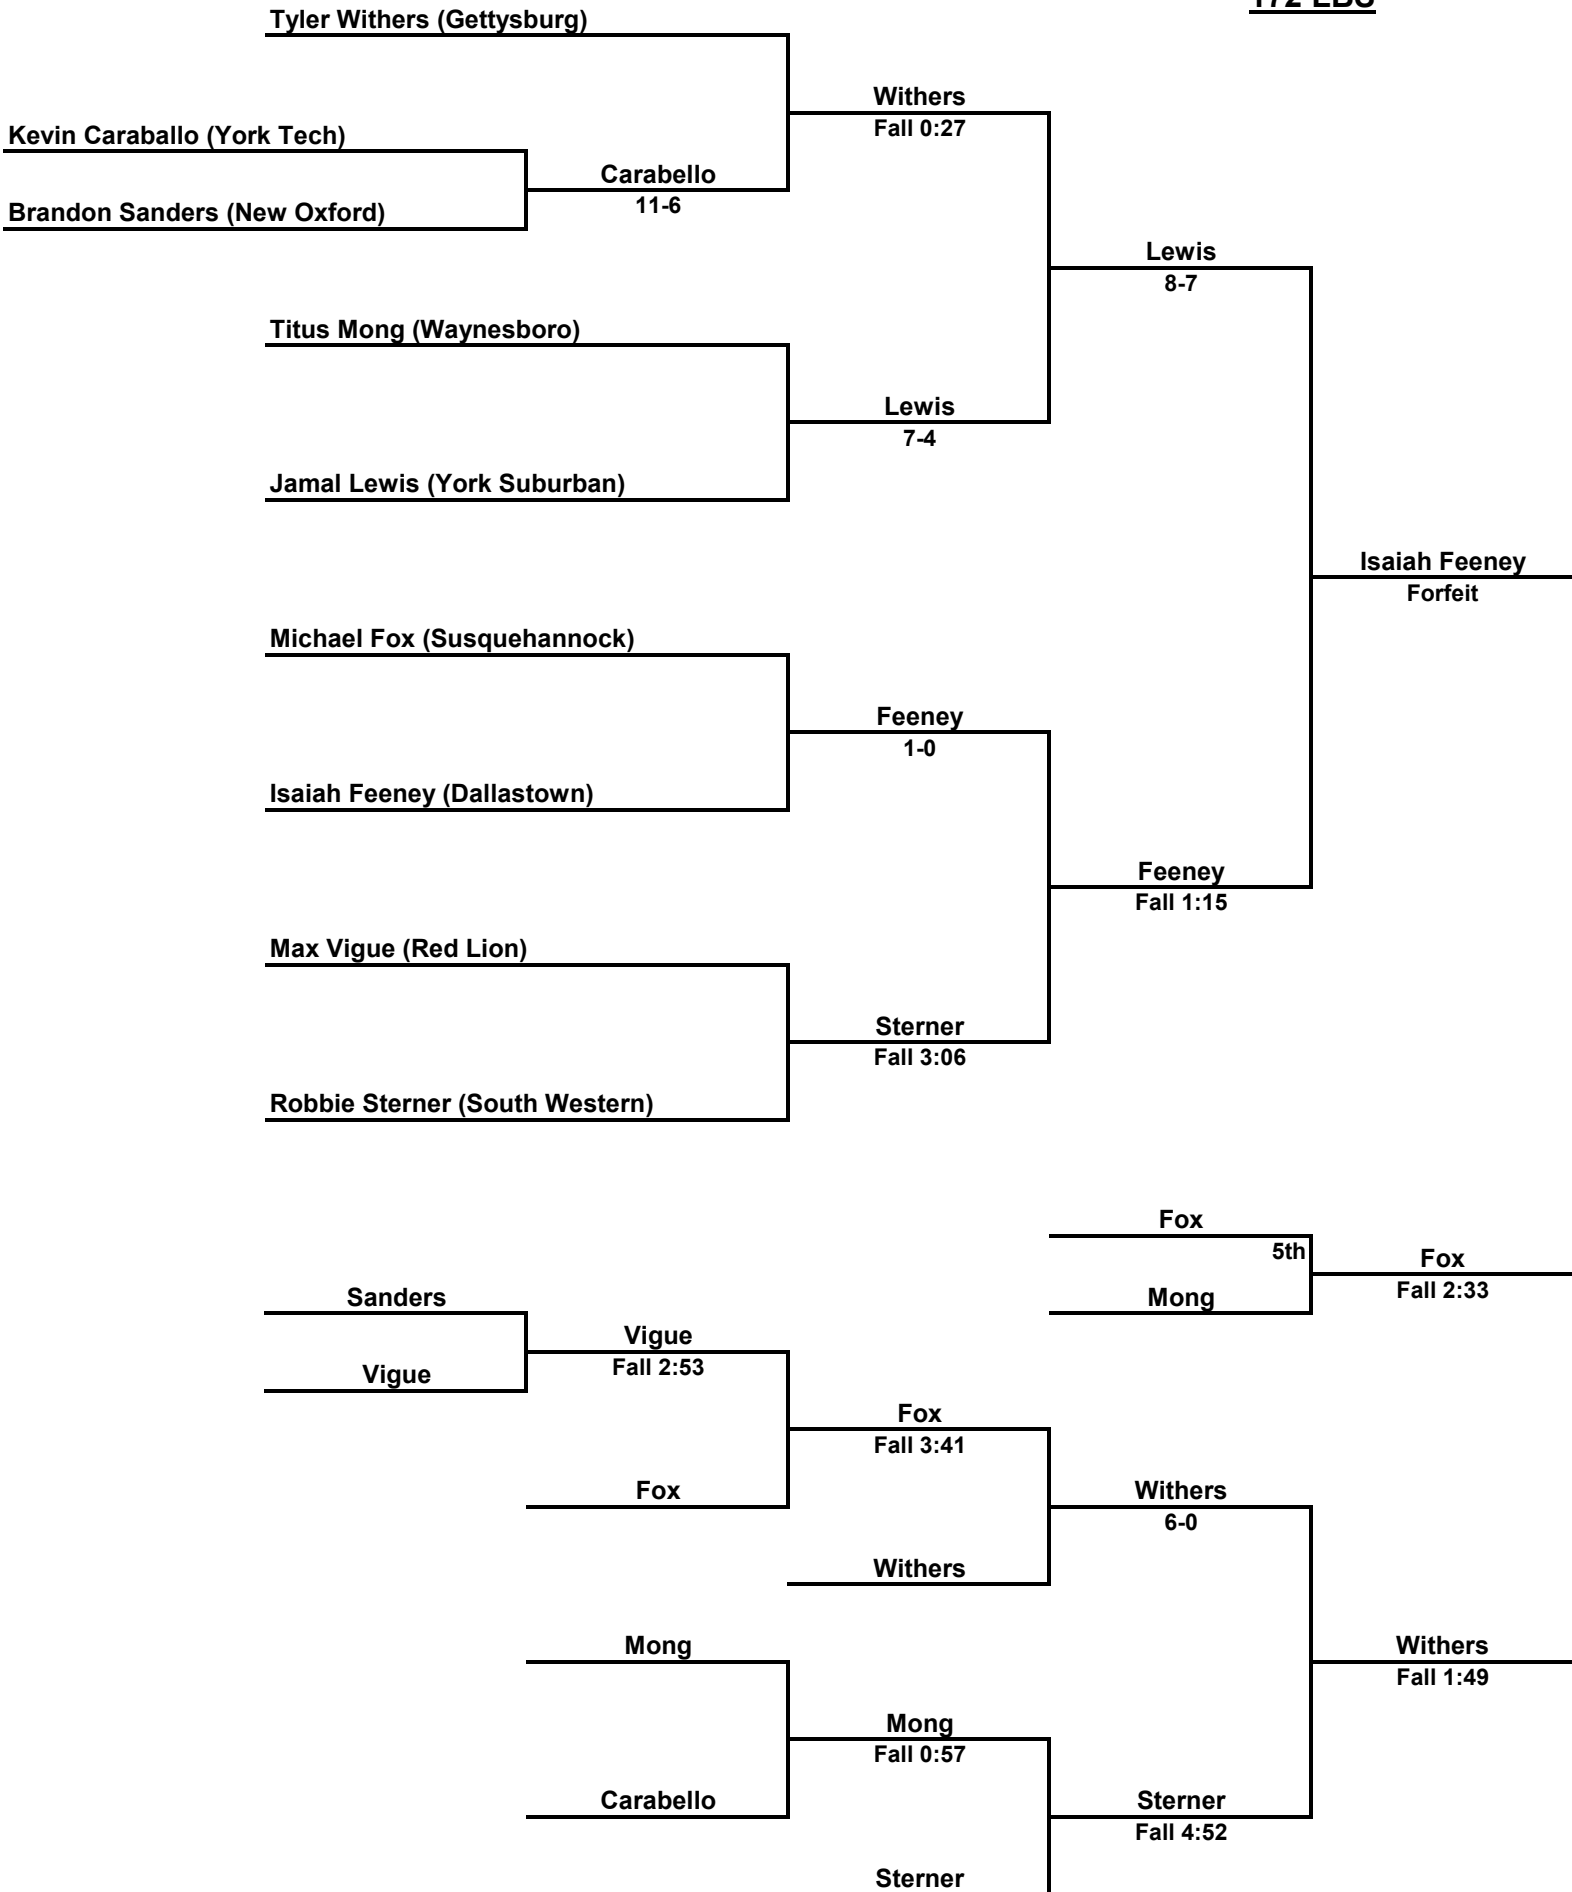 172 LBS
Tyler Withers (Gettysburg)
Withers
Fall 0:27
Kevin Caraballo (York Tech)
Carabello
11-6
Brandon Sanders (New Oxford)
Lewis
8-7
Titus Mong (Waynesboro)
Lewis
7-4
Jamal Lewis (York Suburban)
Isaiah Feeney
Forfeit
Michael Fox (Susquehannock)
Feeney
1-0
Isaiah Feeney (Dallastown)
Feeney
Fall 1:15
Max Vigue (Red Lion)
Sterner
Fall 3:06
Robbie Sterner (South Western)
Fox
5th
Fox
Fall 2:33
Mong
Sanders
Vigue
Fall 2:53
Vigue
Fox
Fall 3:41
Fox
Withers
6-0
Withers
Mong
Withers
Fall 1:49
Mong
Fall 0:57
Carabello
Sterner
Fall 4:52
Sterner